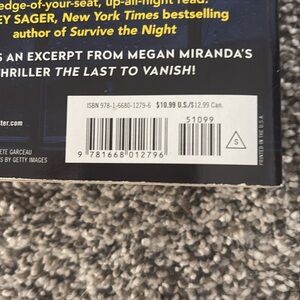 edge-of-your-seat, up-all-night read.
EY SAGER, New York Times bestselling
author of Survive the Night
S AN EXCERPT FROM MEGAN MIRANDA'S
THRILLER THE LAST TO VANISH!
ISBN 978-1-6680-1279-6 $10.99 U.S./$12.99 Can.
51099
9 781668 012796
S
PRINTED IN THE U.S.A.
ster.com
ETE GARCEAU
S BY GETTY IMAGES